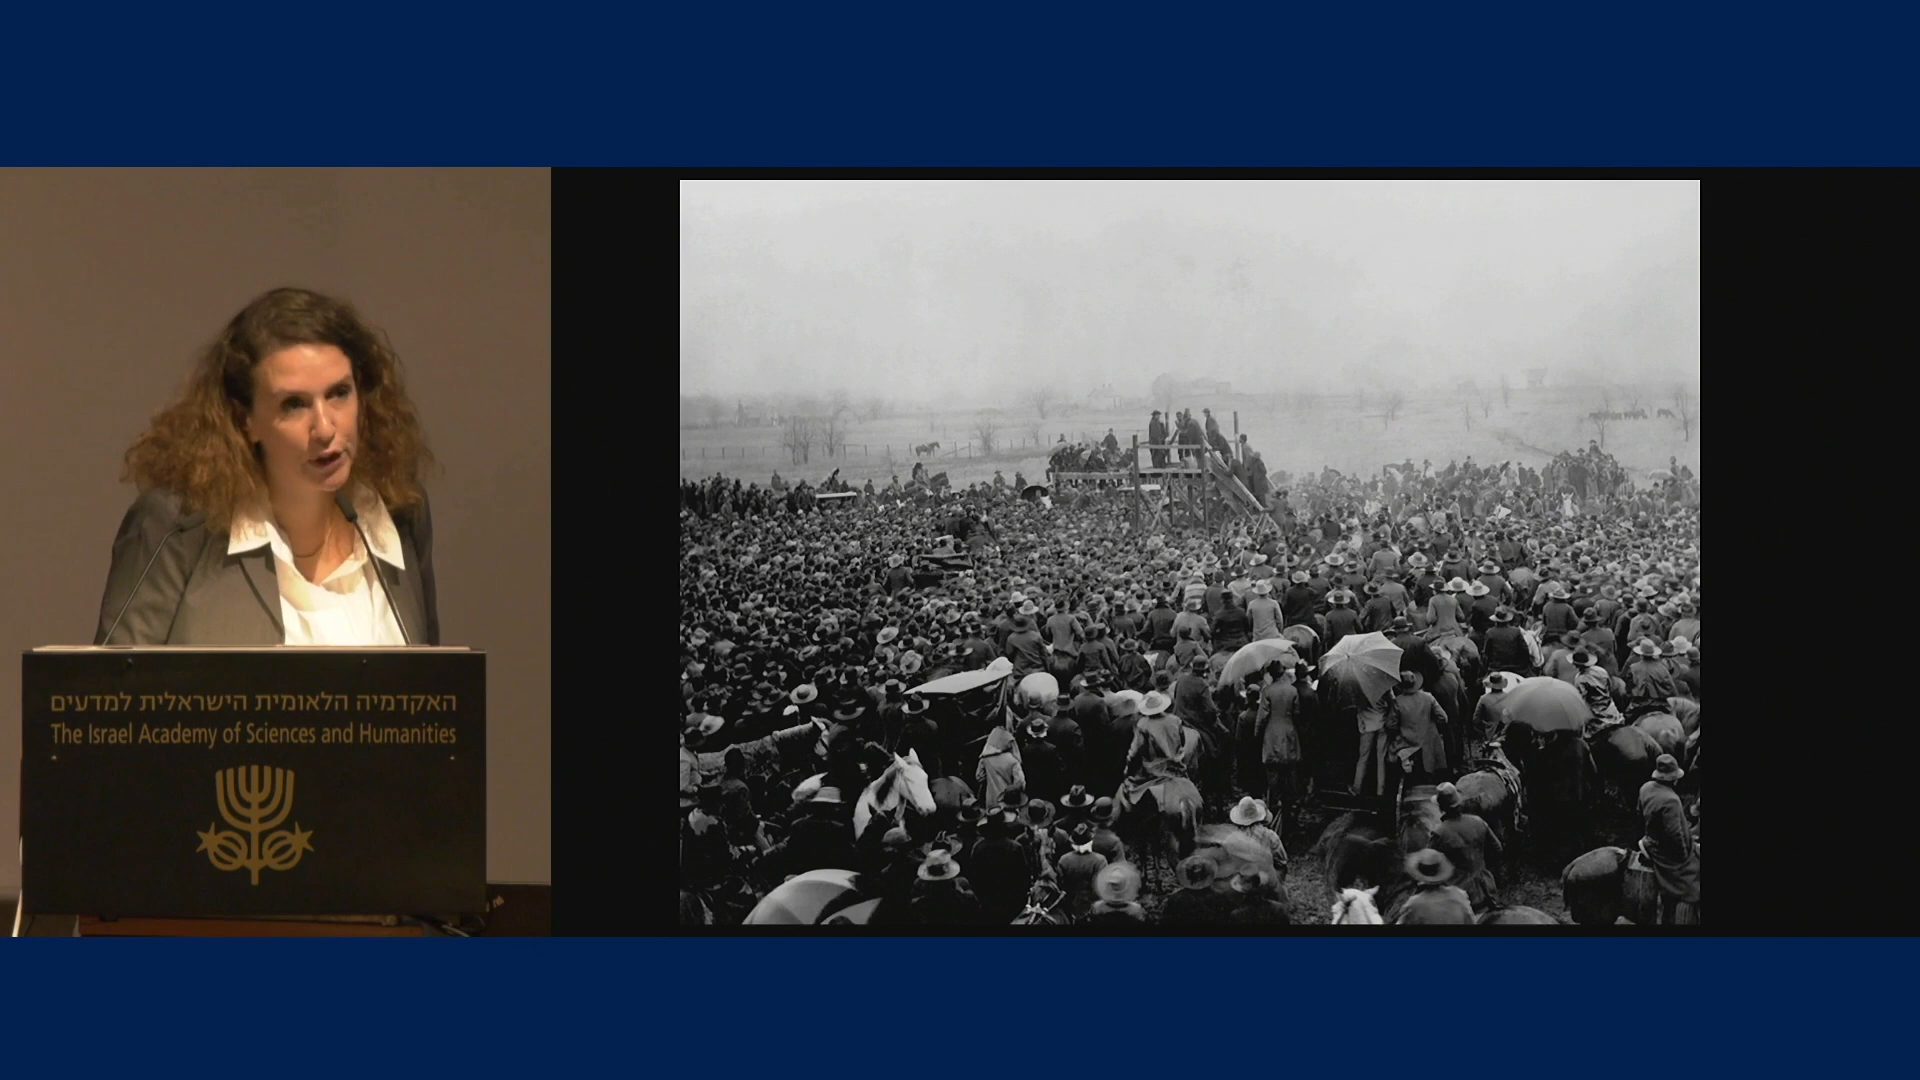 האקדמיה הלאומית הישראלית למדעים
The Israel Academy of Sciences and Humanities